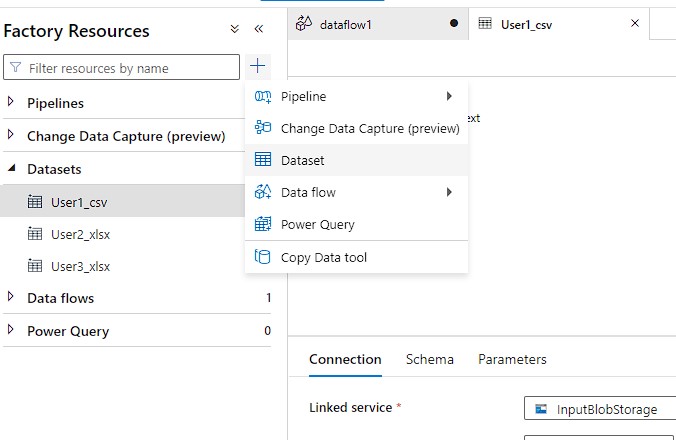 Factory Resources
dataflow1
User1_csv
Filter resources by name
Pipelines
Change Data Capture (preview)
Datasets
User1_csv
User2_xlsx
User3_xlsx
Data flows 1
Power Query 0
Pipeline
Change Data Capture (preview)
Dataset
Data flow
Power Query
Copy Data tool
Connection Schema Parameters
Linked service *
InputBlobStorage